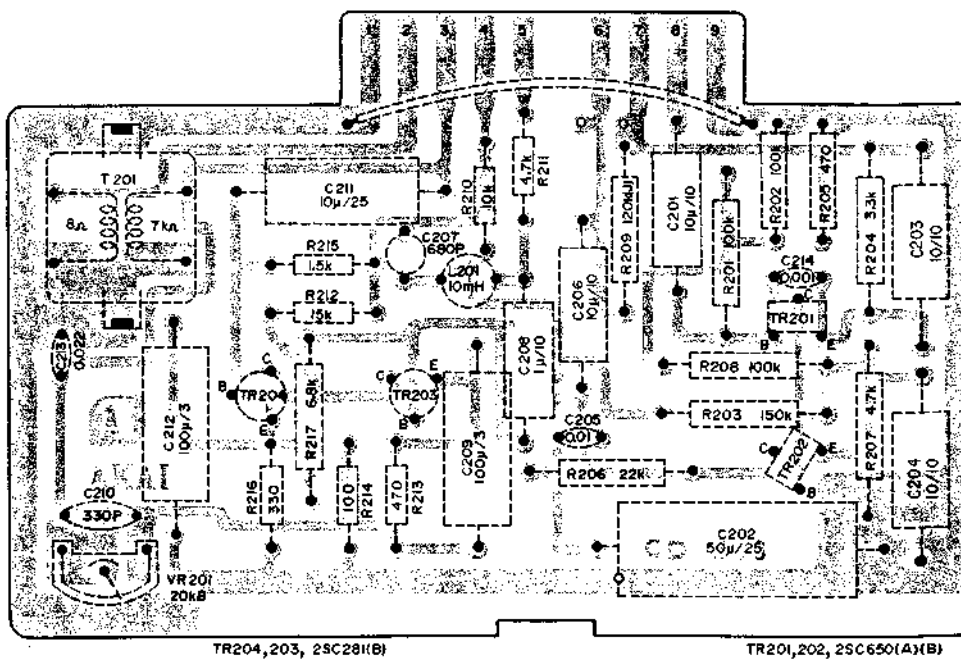 1 2 3 4 5 6 7 8 9
T 201
8Ω 7kΩ
C211
10µ/25
R210
10k
4.7k
R211
C207
680P
L201
10mH
R215
1.5k
R212
15k
R209 120k(J)
C201
10µ/10
R201 100k
R202 100k
R205 470
R204 3.3k
C203
10/10
C214
0.001
C
TR201
B E
C206
10µ/10
C208
1µ/10
C213
0.022
C212
100µ/3
C
B TR204
E
R217 6.8k
C E
TR203
B
C209
100µ/3
C205
0.01
R208 100k
R203 150k
R207 4.7k
C204
10/10
C E
TR202
B
R206 22k
R216
330
100
R214
470
R213
C210
330P
C202
50µ/25
VR201
20kB
TR204,203, 2SC281(B)
TR201,202, 2SC650(A)(B)